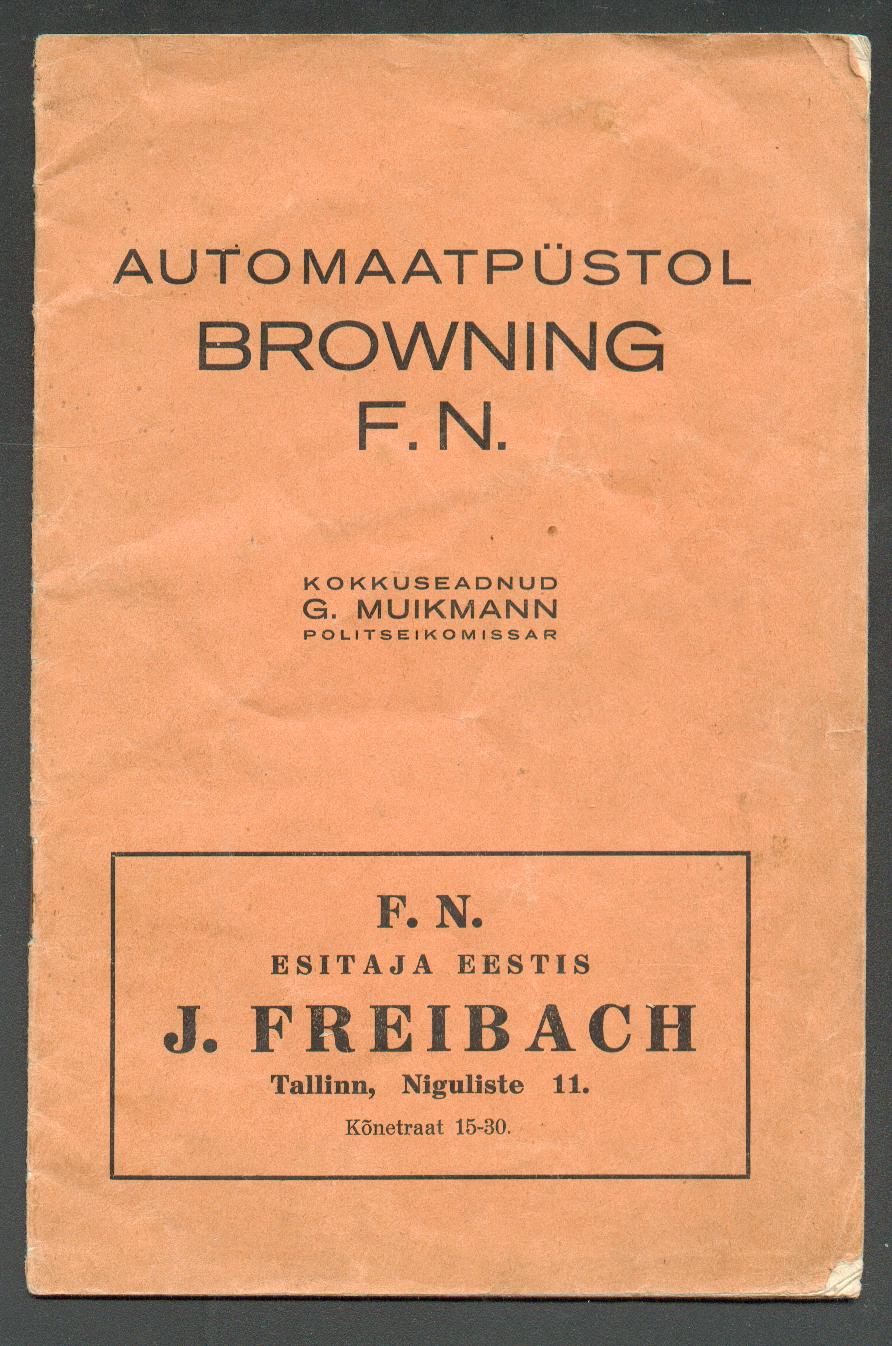 AUTOMAATPÜSTOL
BROWNING
F. N.
KOKKUSEADNUD
G. MUIKMANN
POLITSEIKOMISSAR
F. N.
ESITAJA EESTIS
J. FREIBACH
Tallinn, Niguliste 11.
Kõnetraat 15-30.